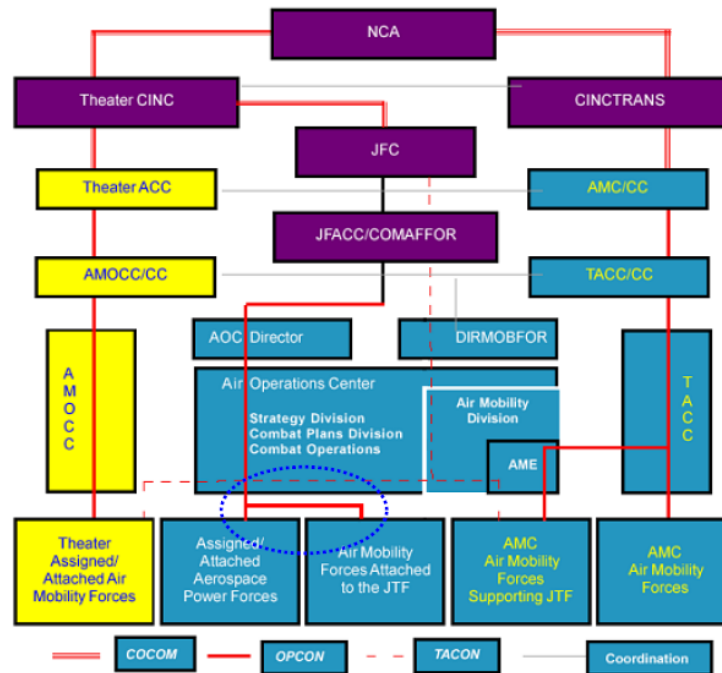 NCA
Theater CINC
CINCTRANS
JFC
Theater ACC
AMC/CC
JFACC/COMAFFOR
AMOCC/CC
TACC/CC
AOC Director
DIRMOBFOR
A
M
O
C
C
Air Operations Center
Strategy Division
Combat Plans Division
Combat Operations
Air Mobility
Division
AME
T
A
C
C
Theater
Assigned/
Attached Air
Mobility Forces
Assigned/
Attached
Aerospace
Power Forces
Air Mobility
Forces Attached
to the JTF
AMC
Air Mobility
Forces
Supporting JTF
AMC
Air Mobility
Forces
COCOM
OPCON
TACON
Coordination